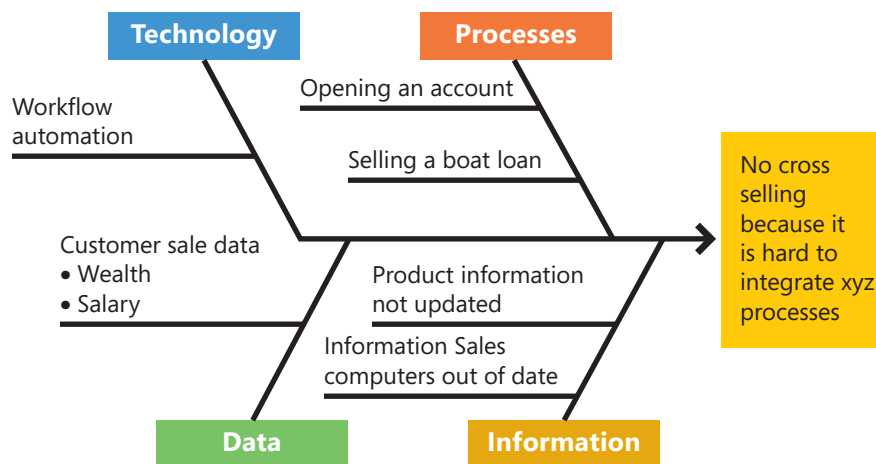 Technology
Processes
Opening an account
Workflow
automation
Selling a boat loan
No cross
selling
because it
is hard to
integrate xyz
processes
Customer sale data
• Wealth
• Salary
Product information
not updated
Information Sales
computers out of date
Data
Information